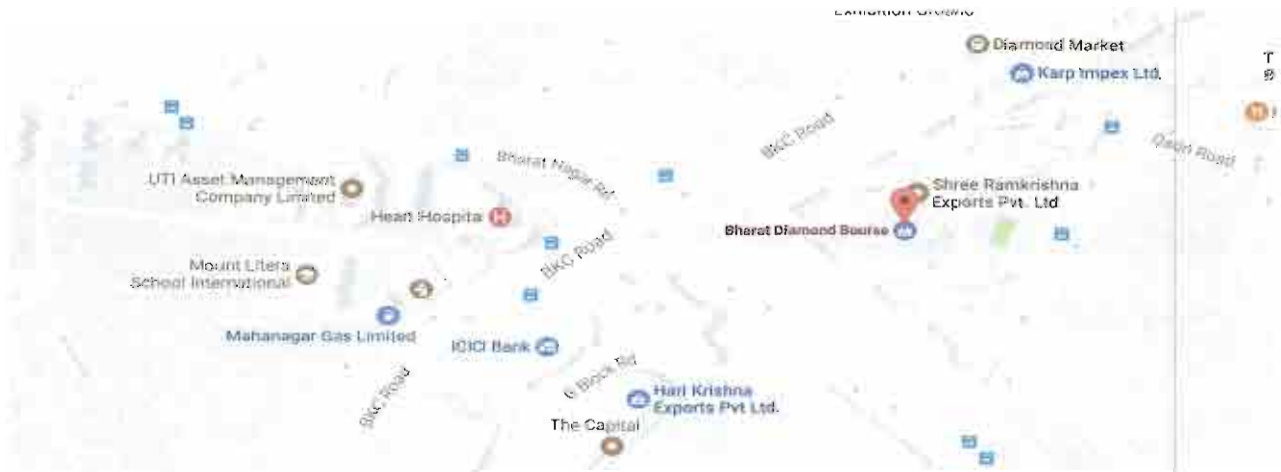 Diamond Market
Karp Impex Ltd.
BKC Road
Bharat Nagar Rd
UTI Asset Management
Company Limited
Shree Ramkrishna
Exports Pvt. Ltd
Heart Hospital
Bharat Diamond Bourse
BKC Road
Mount Litera
School International
Mahanagar Gas Limited
ICICI Bank
G Block Rd
BKC Road
Hari Krishna
Exports Pvt Ltd.
The Capital